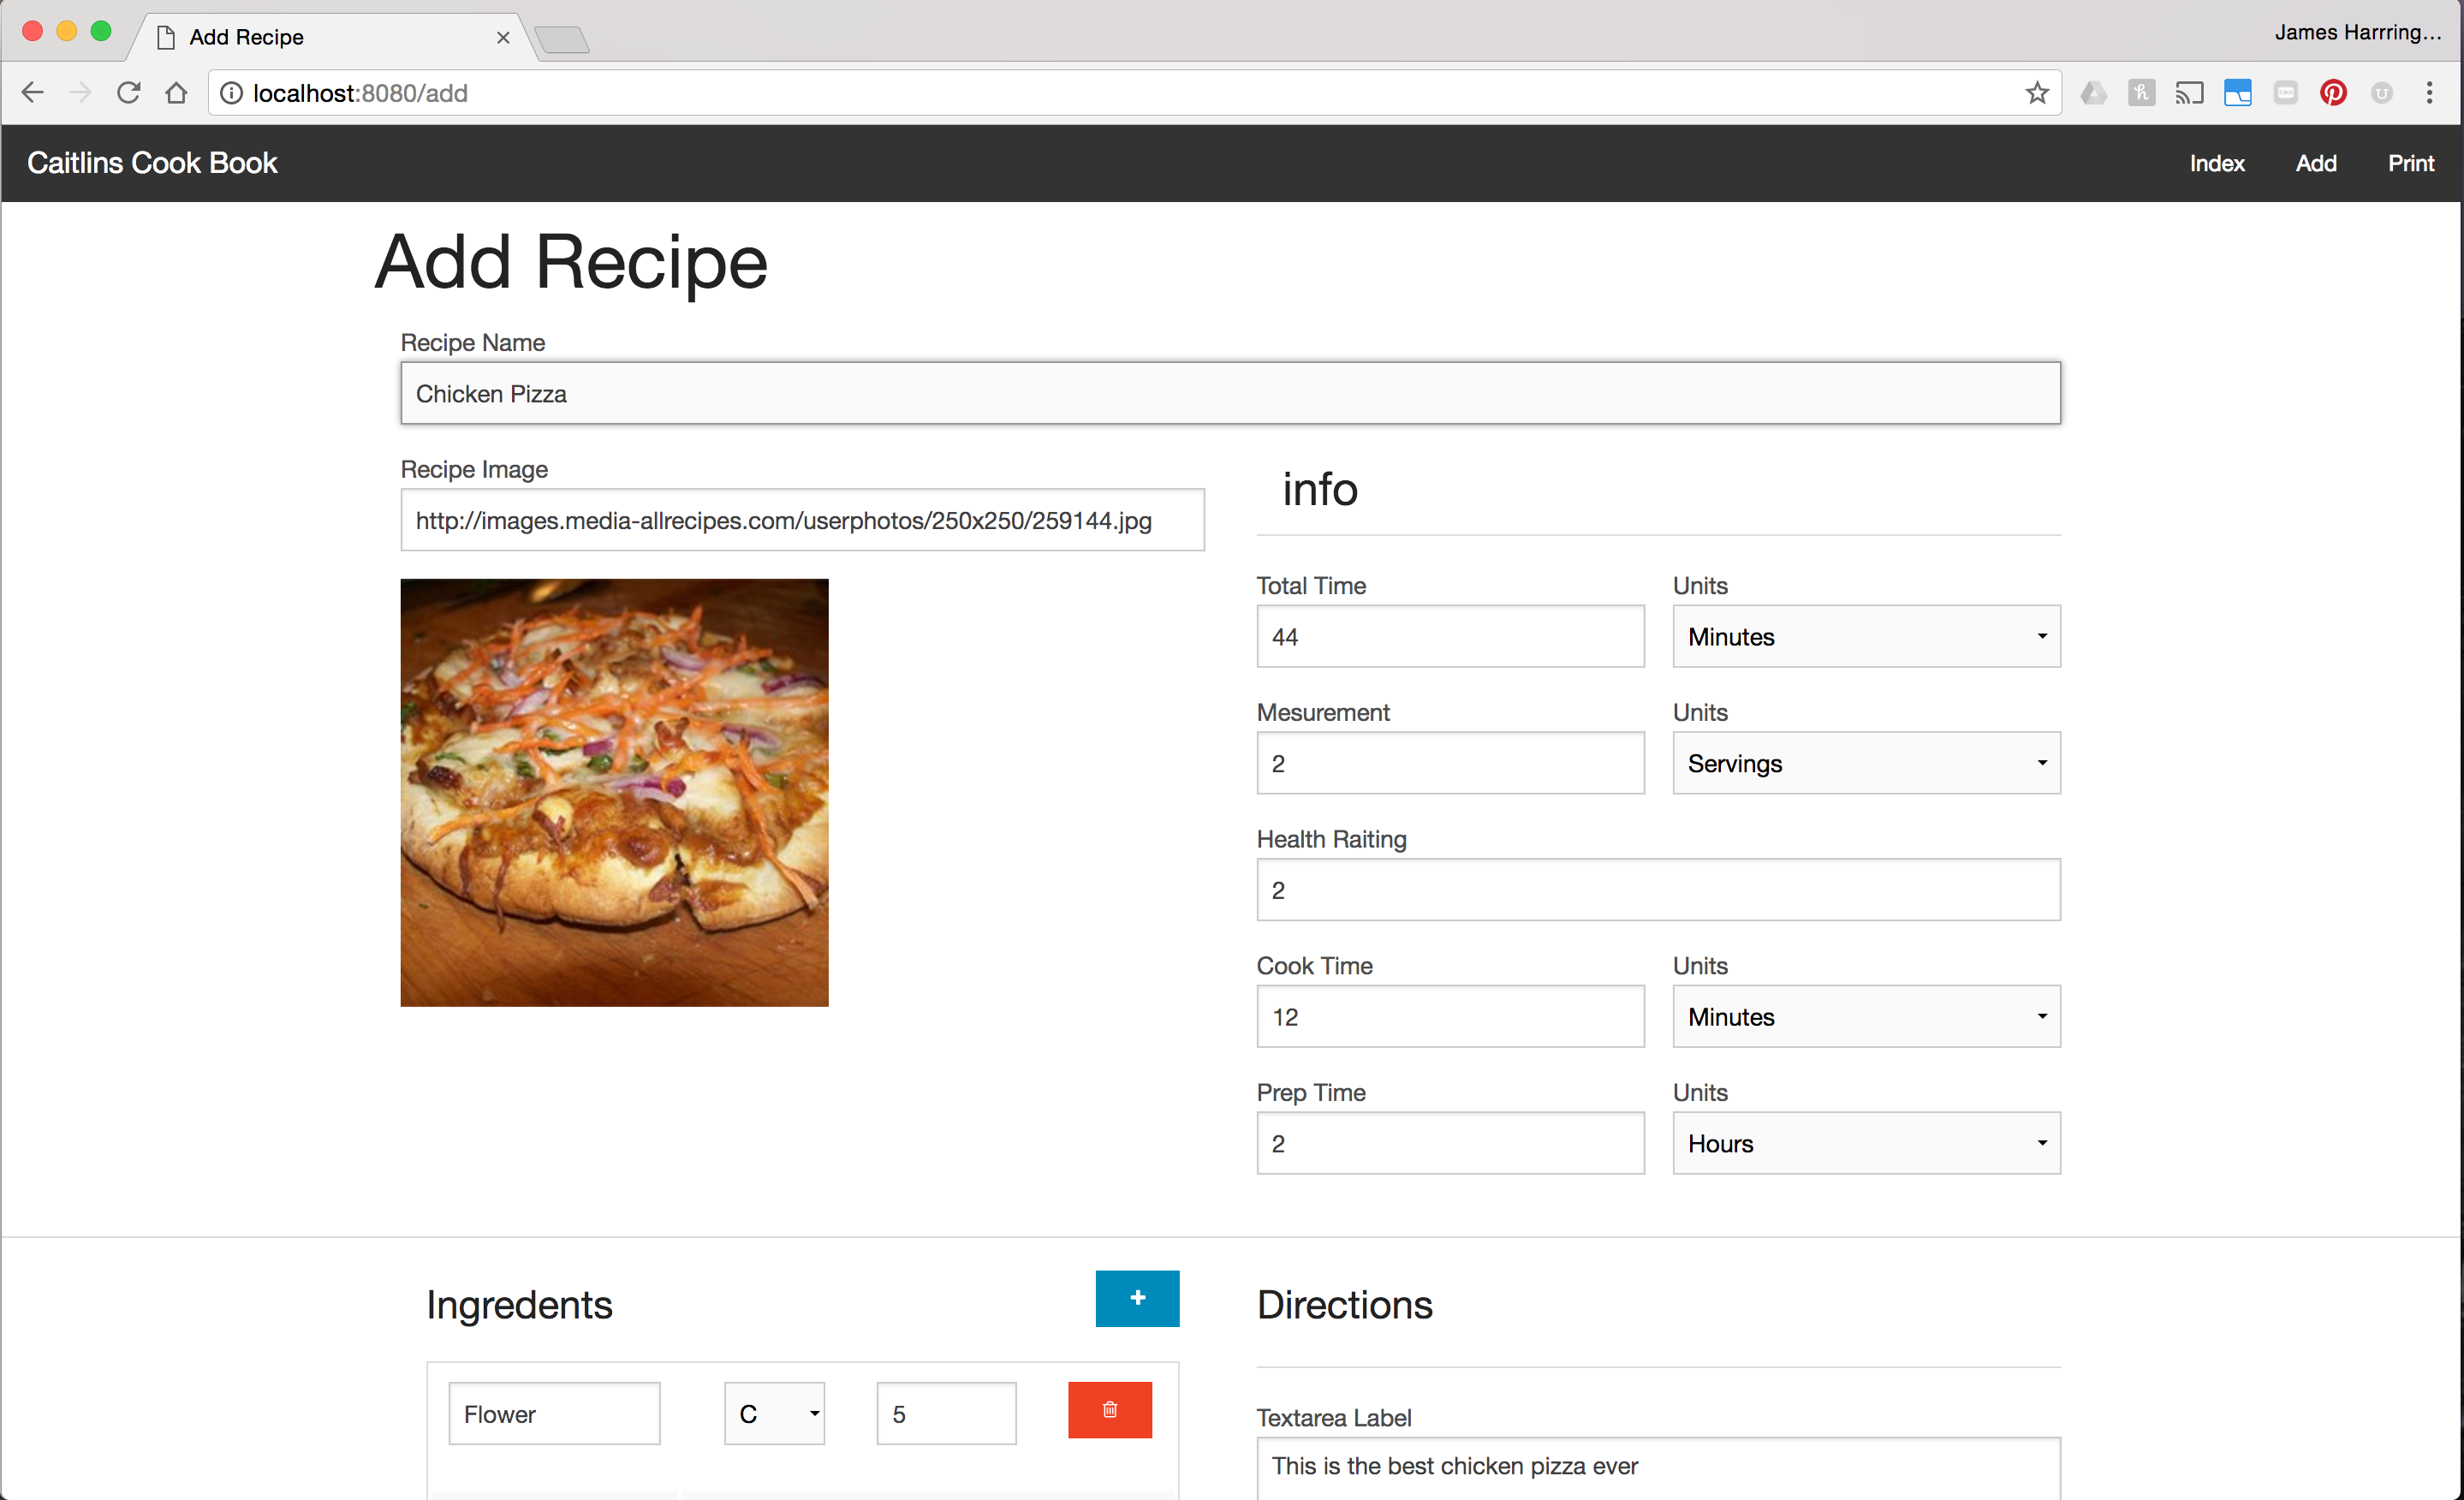 Add Recipe
James Harrring...
localhost:8080/add
Caitlins Cook Book
Index Add Print
Add Recipe
Recipe Name
Chicken Pizza
Recipe Image
http://images.media-allrecipes.com/userphotos/250x250/259144.jpg
info
Total Time Units
44 Minutes
Mesurement Units
2 Servings
Health Raiting
2
Cook Time Units
12 Minutes
Prep Time Units
2 Hours
Ingredents
Flower C 5
Directions
Textarea Label
This is the best chicken pizza ever